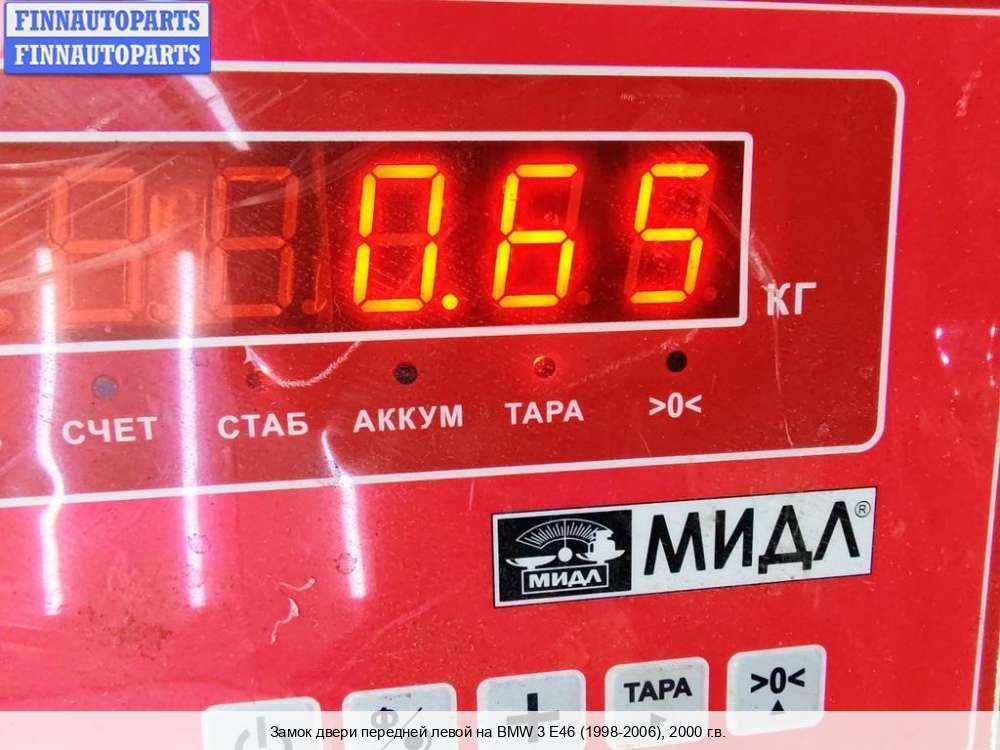 FINNAUTOPARTS
FINNAUTOPARTS
0.65
КГ
СЧЕТ СТАБ АККУМ ТАРА >0<
МИДЛ МИДЛ®
ТАРА >0<
Замок двери передней левой на BMW 3 E46 (1998-2006), 2000 г.в.